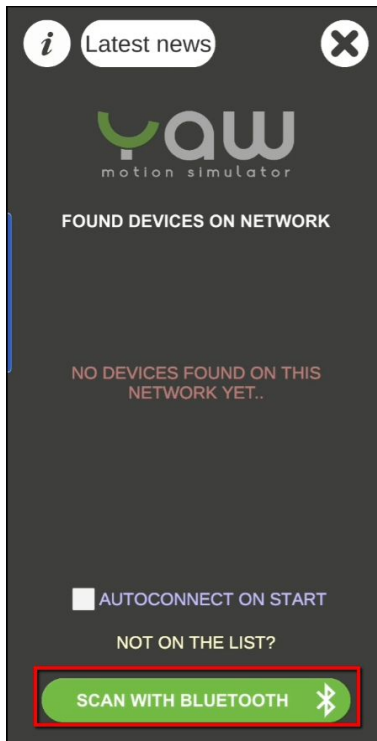 i
Latest news
yaw
motion simulator
FOUND DEVICES ON NETWORK
NO DEVICES FOUND ON THIS
NETWORK YET..
AUTOCONNECT ON START
NOT ON THE LIST?
SCAN WITH BLUETOOTH